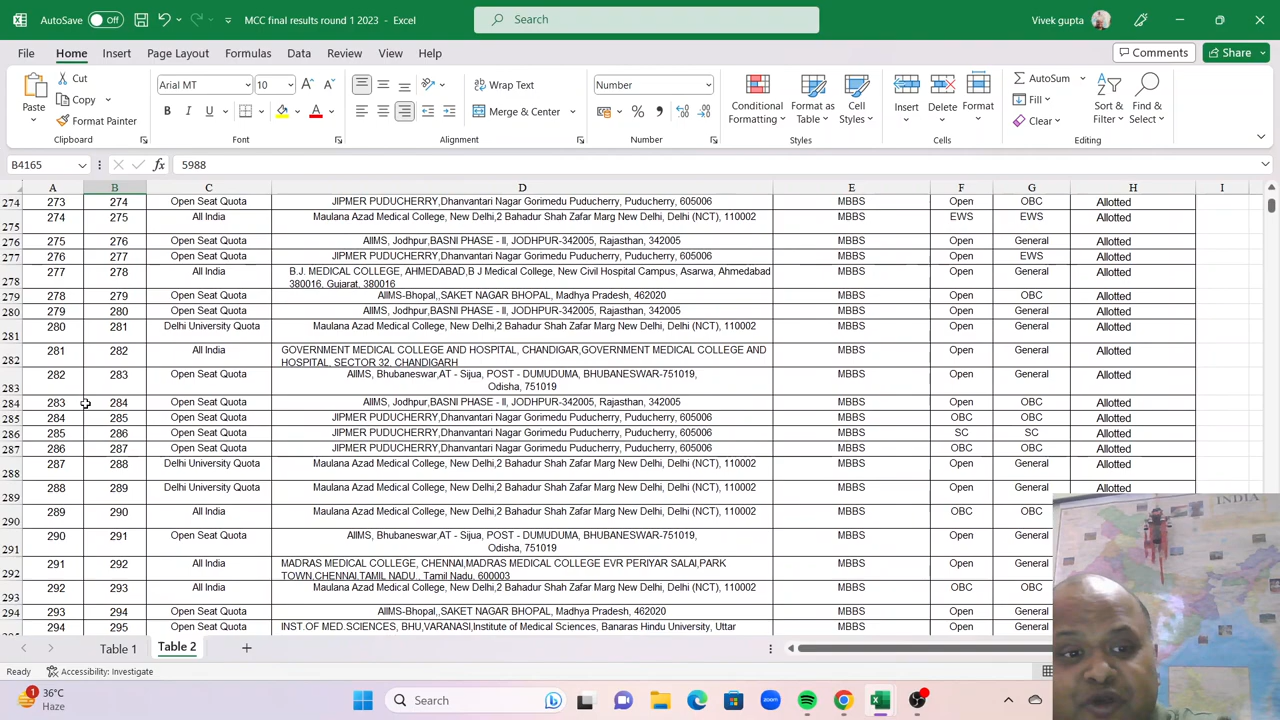 AutoSave Off MCC final results round 1 2023 - Excel Search Vivek gupta
File Home Insert Page Layout Formulas Data Review View Help Comments Share
Paste Cut Copy Format Painter Clipboard
Arial MT 10 B I U Font
Wrap Text Merge & Center Alignment
Number Number
Conditional Formatting Format as Table Cell Styles Styles
Insert Delete Format Cells
AutoSum Fill Clear Sort & Filter Find & Select Editing
B4165 fx 5988
A B C D E F G H I
274 273 274 Open Seat Quota JIPMER PUDUCHERRY,Dhanvantari Nagar Gorimedu Puducherry, Puducherry, 605006 MBBS Open OBC Allotted
275 274 275 All India Maulana Azad Medical College, New Delhi,2 Bahadur Shah Zafar Marg New Delhi, Delhi (NCT), 110002 MBBS EWS EWS Allotted
276 275 276 Open Seat Quota AIIMS, Jodhpur,BASNI PHASE - II, JODHPUR-342005, Rajasthan, 342005 MBBS Open General Allotted
277 276 277 Open Seat Quota JIPMER PUDUCHERRY,Dhanvantari Nagar Gorimedu Puducherry, Puducherry, 605006 MBBS Open EWS Allotted
278 277 278 All India B.J. MEDICAL COLLEGE, AHMEDABAD,B J Medical College, New Civil Hospital Campus, Asarwa, Ahmedabad MBBS Open General Allotted
380016, Gujarat, 380016
279 278 279 Open Seat Quota AIIMS-Bhopal,,SAKET NAGAR BHOPAL, Madhya Pradesh, 462020 MBBS Open OBC Allotted
280 279 280 Open Seat Quota AIIMS, Jodhpur,BASNI PHASE - II, JODHPUR-342005, Rajasthan, 342005 MBBS Open General Allotted
281 280 281 Delhi University Quota Maulana Azad Medical College, New Delhi,2 Bahadur Shah Zafar Marg New Delhi, Delhi (NCT), 110002 MBBS Open General Allotted
282 281 282 All India GOVERNMENT MEDICAL COLLEGE AND HOSPITAL, CHANDIGAR,GOVERNMENT MEDICAL COLLEGE AND MBBS Open General Allotted
HOSPITAL, SECTOR 32, CHANDIGARH
283 282 283 Open Seat Quota AIIMS, Bhubaneswar,AT - Sijua, POST - DUMUDUMA, BHUBANESWAR-751019, MBBS Open General Allotted
Odisha, 751019
284 283 284 Open Seat Quota AIIMS, Jodhpur,BASNI PHASE - II, JODHPUR-342005, Rajasthan, 342005 MBBS Open OBC Allotted
285 284 285 Open Seat Quota JIPMER PUDUCHERRY,Dhanvantari Nagar Gorimedu Puducherry, Puducherry, 605006 MBBS OBC OBC Allotted
286 285 286 Open Seat Quota JIPMER PUDUCHERRY,Dhanvantari Nagar Gorimedu Puducherry, Puducherry, 605006 MBBS SC SC Allotted
287 286 287 Open Seat Quota JIPMER PUDUCHERRY,Dhanvantari Nagar Gorimedu Puducherry, Puducherry, 605006 MBBS OBC OBC Allotted
288 287 288 Delhi University Quota Maulana Azad Medical College, New Delhi,2 Bahadur Shah Zafar Marg New Delhi, Delhi (NCT), 110002 MBBS Open General Allotted
289 288 289 Delhi University Quota Maulana Azad Medical College, New Delhi,2 Bahadur Shah Zafar Marg New Delhi, Delhi (NCT), 110002 MBBS Open General Allotted
290 289 290 All India Maulana Azad Medical College, New Delhi,2 Bahadur Shah Zafar Marg New Delhi, Delhi (NCT), 110002 MBBS OBC OBC
291 290 291 Open Seat Quota AIIMS, Bhubaneswar,AT - Sijua, POST - DUMUDUMA, BHUBANESWAR-751019, MBBS Open General
Odisha, 751019
292 291 292 All India MADRAS MEDICAL COLLEGE, CHENNAI,MADRAS MEDICAL COLLEGE EVR PERIYAR SALAI,PARK MBBS Open General
TOWN,CHENNAI,TAMIL NADU., Tamil Nadu, 600003
293 292 293 All India Maulana Azad Medical College, New Delhi,2 Bahadur Shah Zafar Marg New Delhi, Delhi (NCT), 110002 MBBS OBC OBC
294 293 294 Open Seat Quota AIIMS-Bhopal,,SAKET NAGAR BHOPAL, Madhya Pradesh, 462020 MBBS Open General
294 295 Open Seat Quota INST.OF MED.SCIENCES, BHU,VARANASI,Institute of Medical Sciences, Banaras Hindu University, Uttar MBBS Open General
INDIA
Table 1 Table 2
Ready Accessibility: Investigate
1 36°C Haze Search